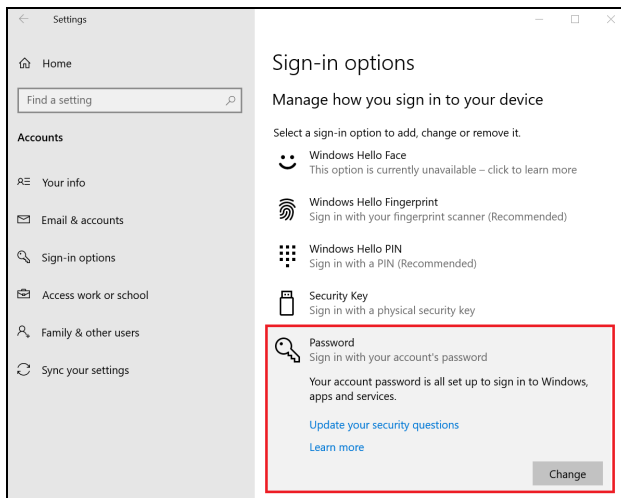 Settings
Home
Find a setting
Accounts
Your info
Email & accounts
Sign-in options
Access work or school
Family & other users
Sync your settings
Sign-in options
Manage how you sign in to your device
Select a sign-in option to add, change or remove it.
Windows Hello Face
This option is currently unavailable – click to learn more
Windows Hello Fingerprint
Sign in with your fingerprint scanner (Recommended)
Windows Hello PIN
Sign in with a PIN (Recommended)
Security Key
Sign in with a physical security key
Password
Sign in with your account's password
Your account password is all set up to sign in to Windows,
apps and services.
Update your security questions
Learn more
Change